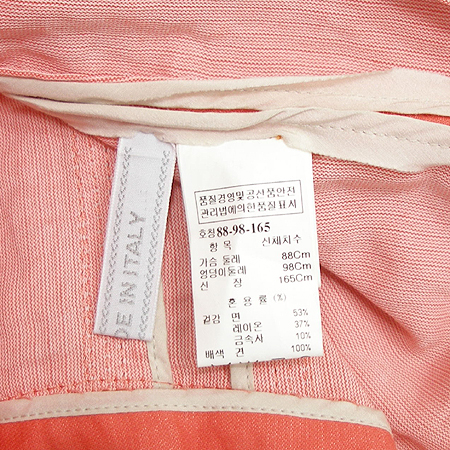 E IN ITALY
품질경영및공산품안전
관리법에의한품질표시
호칭88-98-165
항 목 신체치수
가슴 둘레 88Cm
엉덩이둘레 98Cm
신 장 165Cm
혼 용 률 (%)
겉감 면 53%
레이온 37%
금속사 10%
배색 견 100%